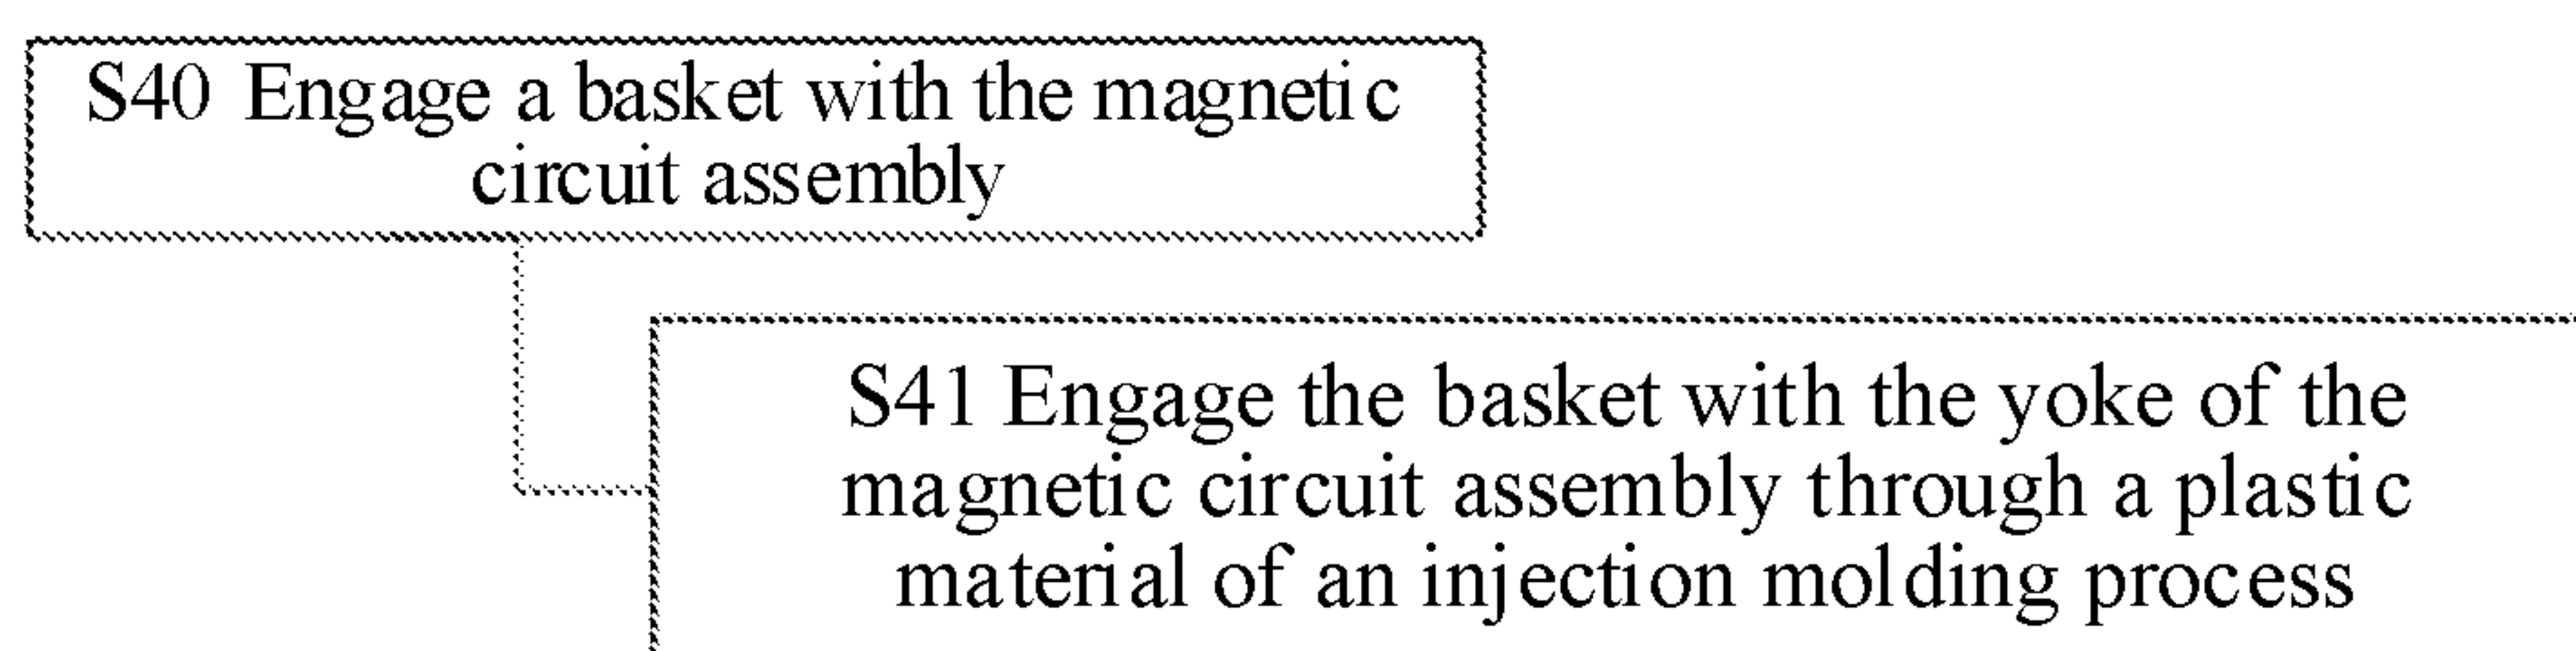 S40 Engage a basket with the magnetic
circuit assembly
S41 Engage the basket with the yoke of the
magnetic circuit assembly through a plastic
material of an injection molding process